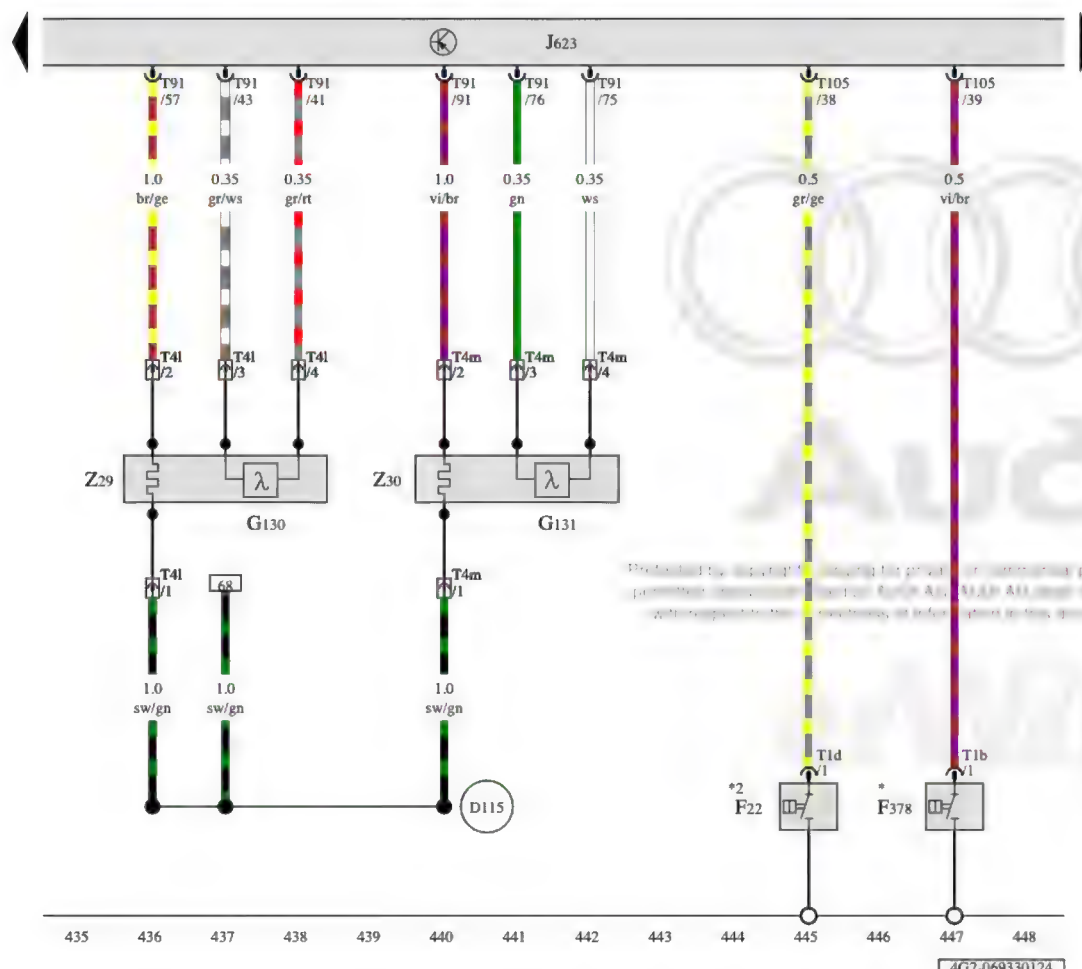 J623
T91 T91 T91 T91 T91 T91 T105 T105
/57 /43 /41 /91 /76 /75 /38 /39
1.0 0.35 0.35 1.0 0.35 0.35 0.5 0.5
br/ge gr/ws gr/rt vi/br gn ws gr/ge vi/br
T4l T4l T4l T4m T4m T4m
/2 /3 /4 /2 /3 /4
Z29 λ Z30 λ
G130 G131
Aud
T4l 68 T4m
/1 /1
1.0 1.0 1.0
sw/gn sw/gn sw/gn
T1d T1b
/1 /1
*2 *
D115 F22 F378
435 436 437 438 439 440 441 442 443 444 445 446 447 448
4G2-069330124